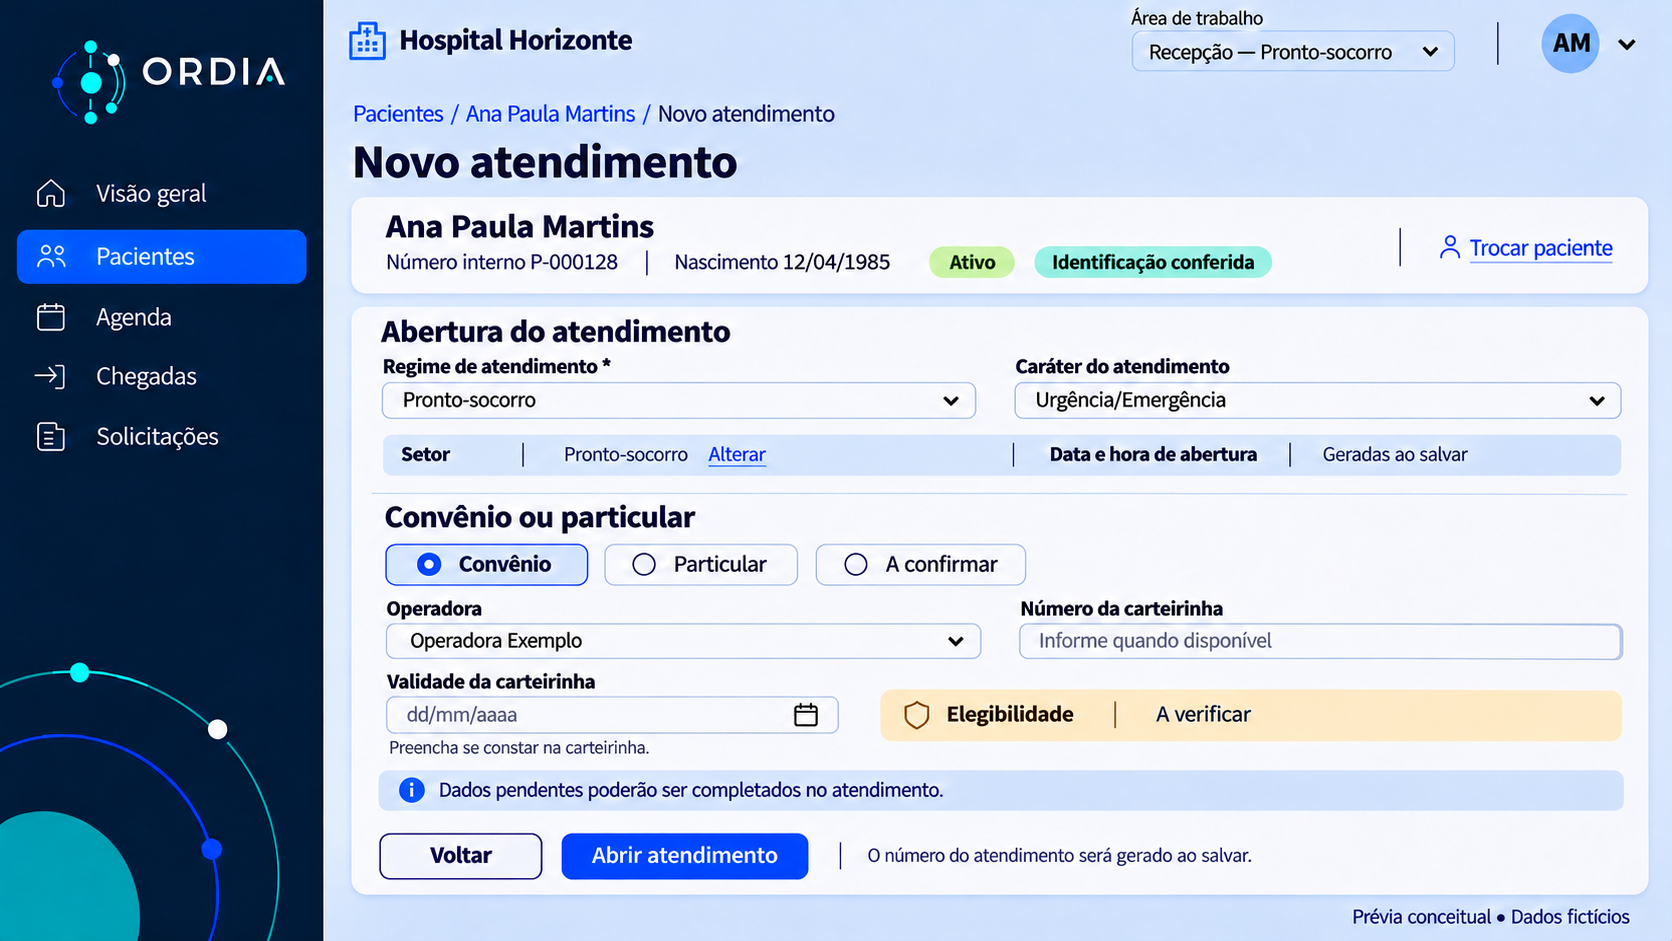 ORDIA
Visão geral
Pacientes
Agenda
Chegadas
Solicitações
Hospital Horizonte
Área de trabalho
Recepção — Pronto-socorro
AM
Pacientes / Ana Paula Martins / Novo atendimento
Novo atendimento
Ana Paula Martins
Número interno P-000128 | Nascimento 12/04/1985 Ativo Identificação conferida
Trocar paciente
Abertura do atendimento
Regime de atendimento * Caráter do atendimento
Pronto-socorro Urgência/Emergência
Setor | Pronto-socorro Alterar | Data e hora de abertura | Geradas ao salvar
Convênio ou particular
Convênio Particular A confirmar
Operadora Número da carteirinha
Operadora Exemplo Informe quando disponível
Validade da carteirinha
dd/mm/aaaa Elegibilidade | A verificar
Preencha se constar na carteirinha.
Dados pendentes poderão ser completados no atendimento.
Voltar Abrir atendimento | O número do atendimento será gerado ao salvar.
Prévia conceitual • Dados fictícios